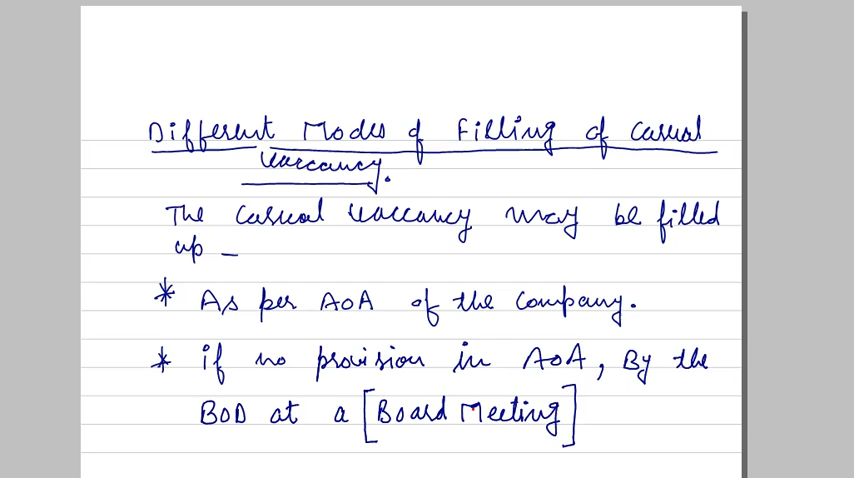 Different Modes of Filling of Casual
Vaccancy.
The Casual Vaccancy may be filled
up –
* As per AOA of the Company.
* if no provision in AOA, By the
BOD at a [Board Meeting]